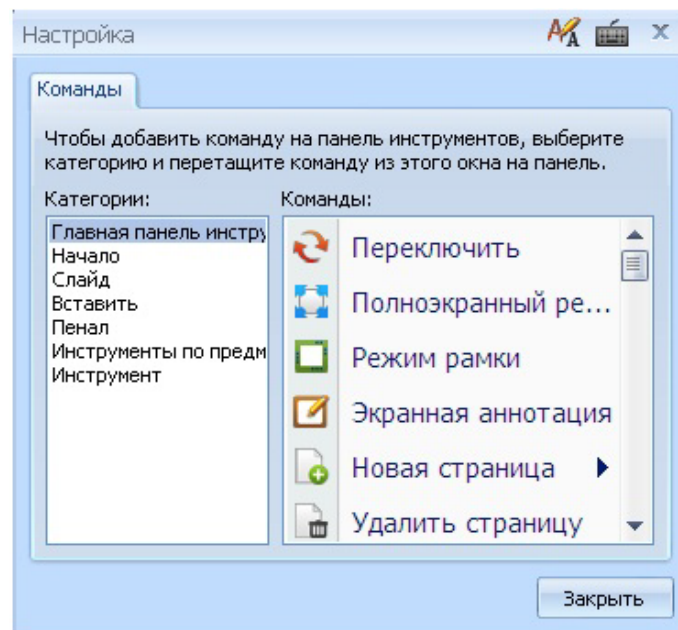 Настройка
Команды
Чтобы добавить команду на панель инструментов, выберите
категорию и перетащите команду из этого окна на панель.
Категории:
Главная панель инстру
Начало
Слайд
Вставить
Пенал
Инструменты по предм
Инструмент
Команды:
Переключить
Полноэкранный ре...
Режим рамки
Экранная аннотация
Новая страница
Удалить страницу
Закрыть